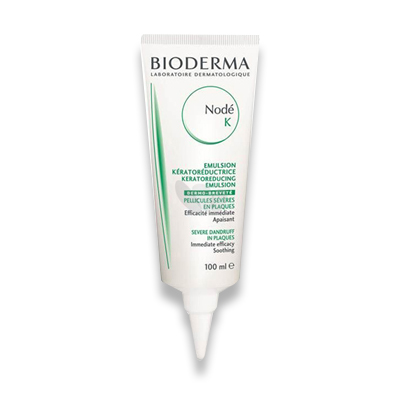 BIODERMA
LABORATOIRE DERMATOLOGIQUE
Nodé
K
EMULSION
KÉRATORÉDUCTRICE
KERATOREDUCING
EMULSION
DERMO-BREVETÉ
PELLICULES SÉVÈRES
EN PLAQUES
Efficacité immédiate
Apaisant
SEVERE DANDRUFF
IN PLAQUES
Immediate efficacy
Soothing
100 ml ℮